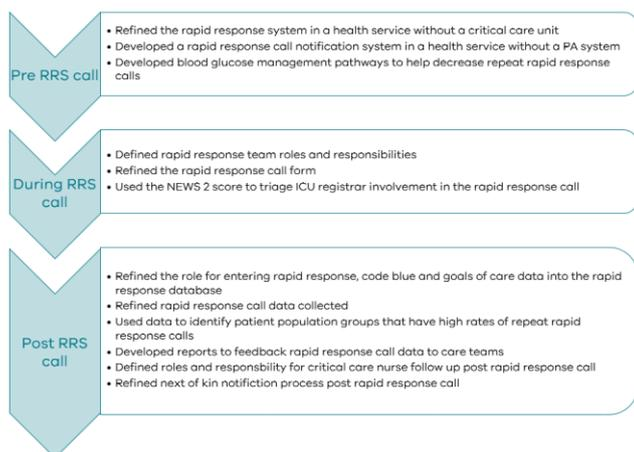 Pre RRS call
• Refined the rapid response system in a health service without a critical care unit
• Developed a rapid response call notification system in a health service without a PA system
• Developed blood glucose management pathways to help decrease repeat rapid response
calls
During RRS
call
• Defined rapid response team roles and responsibilities
• Refined the rapid response call form
• Used the NEWS 2 score to triage ICU registrar involvement in the rapid response call
Post RRS
call
• Refined the role for entering rapid response, code blue and goals of care data into the rapid
response database
• Refined rapid response call data collected
• Used data to identify patient population groups that have high rates of repeat rapid
response calls
• Developed reports to feedback rapid response call data to care teams
• Defined roles and responsbility for critical care nurse follow up post rapid response call
• Refined next of kin notifiction process post rapid response call